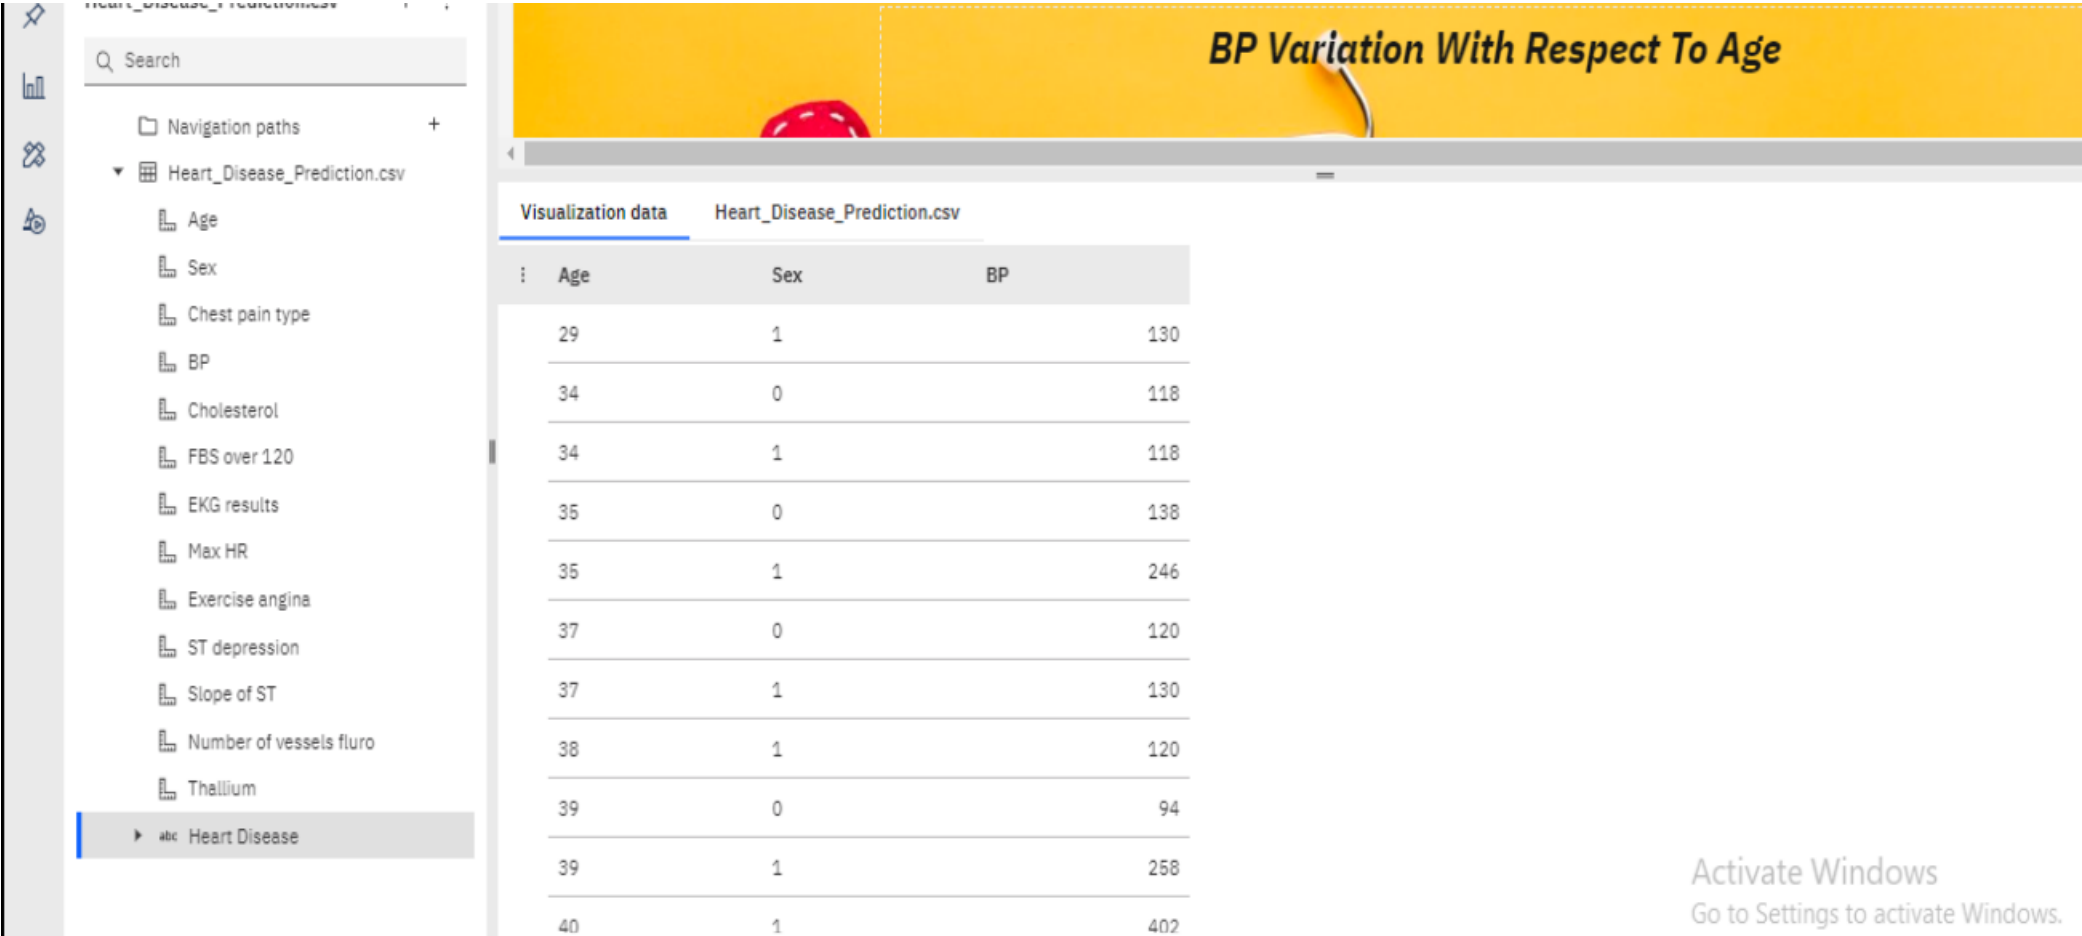 Heart_Disease_Prediction.csv
Search
Navigation paths +
Heart_Disease_Prediction.csv
Age
Sex
Chest pain type
BP
Cholesterol
FBS over 120
EKG results
Max HR
Exercise angina
ST depression
Slope of ST
Number of vessels fluro
Thallium
abc Heart Disease
BP Variation With Respect To Age
Visualization data Heart_Disease_Prediction.csv
Age Sex BP
29 1 130
34 0 118
34 1 118
35 0 138
35 1 246
37 0 120
37 1 130
38 1 120
39 0 94
39 1 258
40 1 402
Activate Windows
Go to Settings to activate Windows.